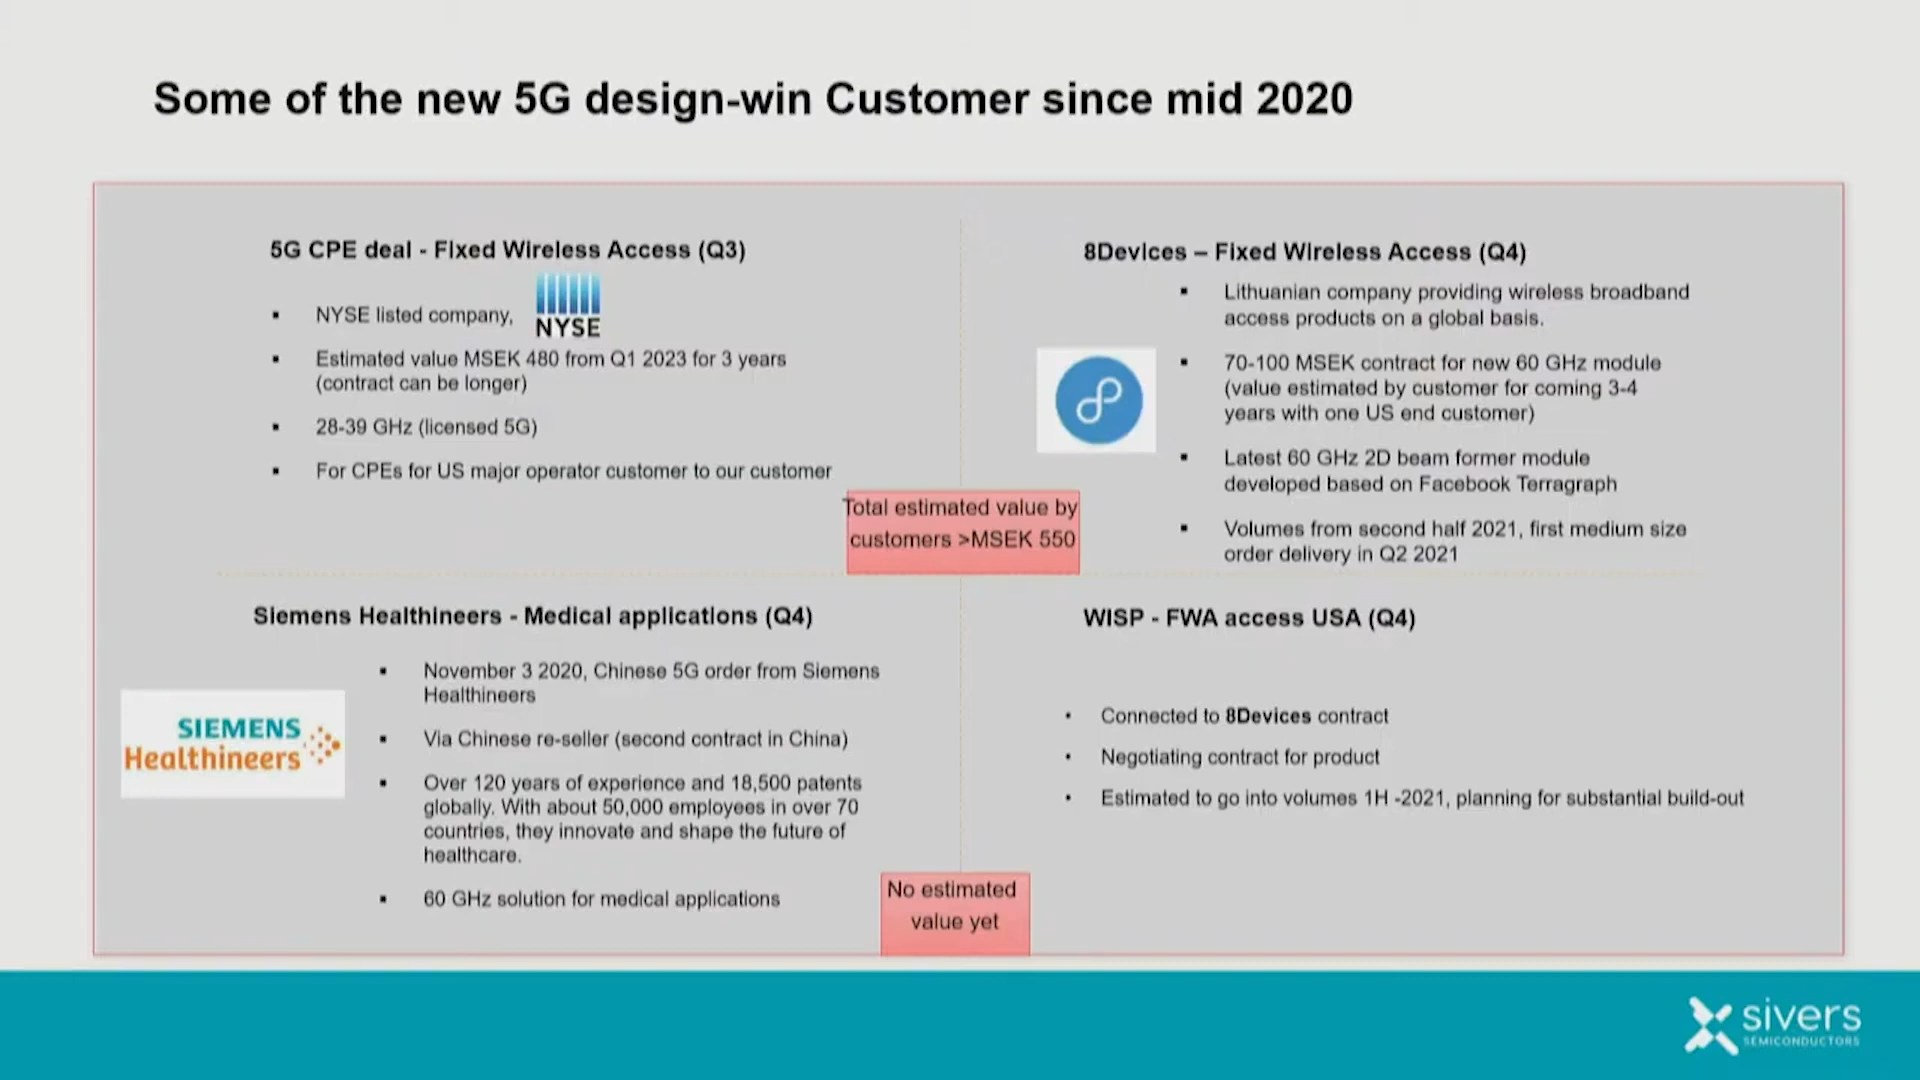 Some of the new 5G design-win Customer since mid 2020
5G CPE deal - Fixed Wireless Access (Q3)
NYSE listed company,
NYSE
Estimated value MSEK 480 from Q1 2023 for 3 years
(contract can be longer)
28-39 GHz (licensed 5G)
For CPEs for US major operator customer to our customer
8Devices – Fixed Wireless Access (Q4)
Lithuanian company providing wireless broadband
access products on a global basis.
70-100 MSEK contract for new 60 GHz module
(value estimated by customer for coming 3-4
years with one US end customer)
Latest 60 GHz 2D beam former module
developed based on Facebook Terragraph
Volumes from second half 2021, first medium size
order delivery in Q2 2021
Total estimated value by
customers >MSEK 550
Siemens Healthineers - Medical applications (Q4)
SIEMENS
Healthineers
November 3 2020, Chinese 5G order from Siemens
Healthineers
Via Chinese re-seller (second contract in China)
Over 120 years of experience and 18,500 patents
globally. With about 50,000 employees in over 70
countries, they innovate and shape the future of
healthcare.
60 GHz solution for medical applications
WISP - FWA access USA (Q4)
Connected to 8Devices contract
Negotiating contract for product
Estimated to go into volumes 1H -2021, planning for substantial build-out
No estimated
value yet
sivers
SEMICONDUCTORS